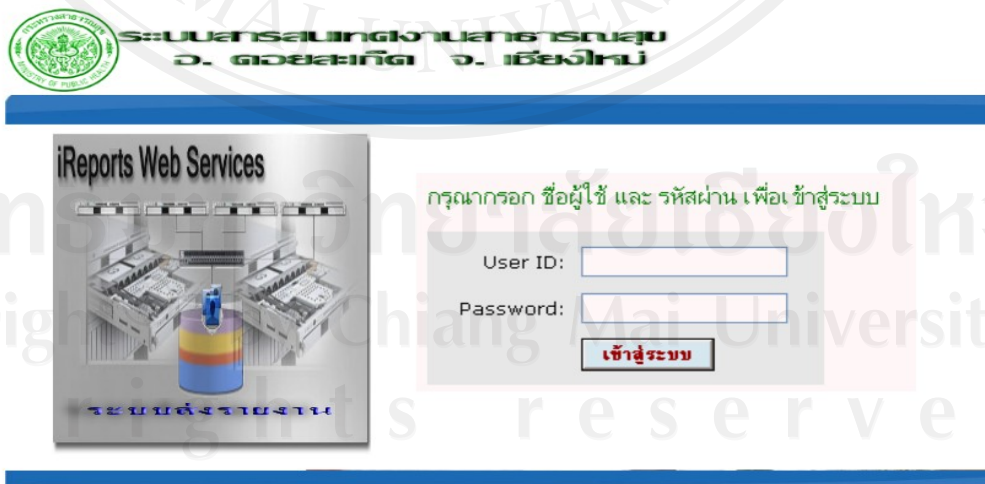 ระบบสารสนเทศงานสาธารณสุข
อ. ดอยสะเก็ด จ. เชียงใหม่
iReports Web Services
ระบบส่งรายงาน
กรุณากรอก ชื่อผู้ใช้ และ รหัสผ่าน เพื่อเข้าสู่ระบบ
User ID:
Password:
เข้าสู่ระบบ
Chiang Mai Universit
rights reserve